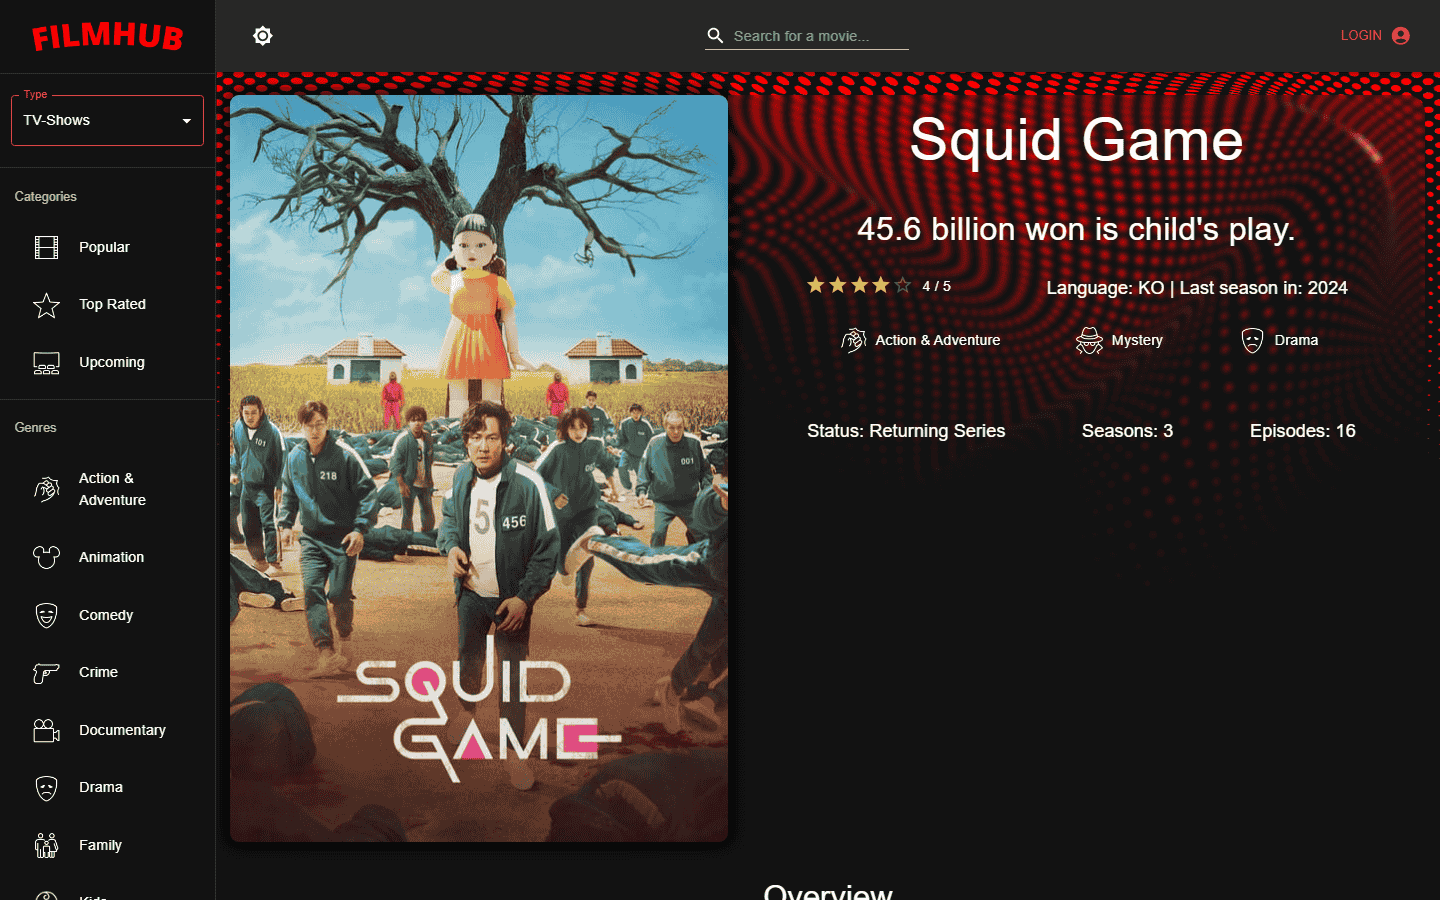 FILMHUB
Search for a movie...
LOGIN
Type
TV-Shows
Categories
Popular
Top Rated
Upcoming
Genres
Action &
Adventure
Animation
Comedy
Crime
Documentary
Drama
Family
Kids
101
218
001
456
SQUID
GAME
Squid Game
45.6 billion won is child's play.
4 / 5
Language: KO | Last season in: 2024
Action & Adventure
Mystery
Drama
Status: Returning Series
Seasons: 3
Episodes: 16
Overview